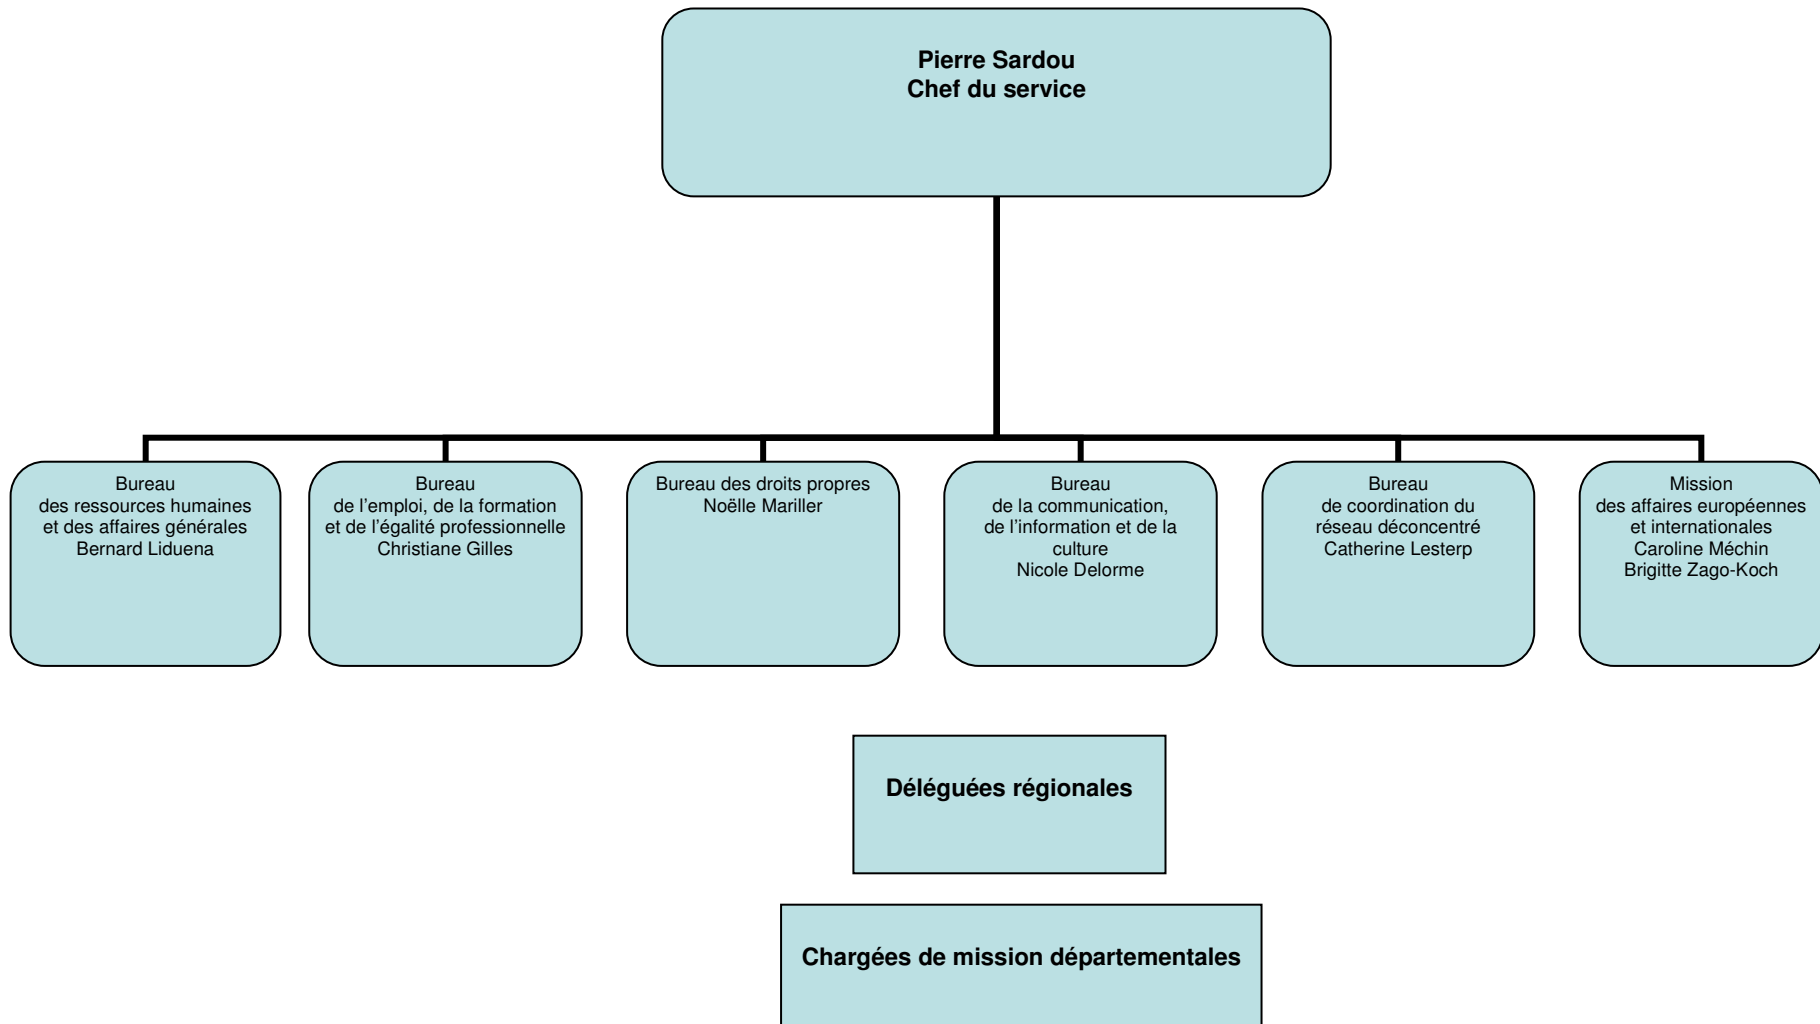 Pierre Sardou
Chef du service
Bureau
des ressources humaines
et des affaires générales
Bernard Liduena
Bureau
de l’emploi, de la formation
et de l’égalité professionnelle
Christiane Gilles
Bureau des droits propres
Noëlle Mariller
Bureau
de la communication,
de l’information et de la
culture
Nicole Delorme
Bureau
de coordination du
réseau déconcentré
Catherine Lesterp
Mission
des affaires européennes
et internationales
Caroline Méchin
Brigitte Zago-Koch
Déléguées régionales
Chargées de mission départementales